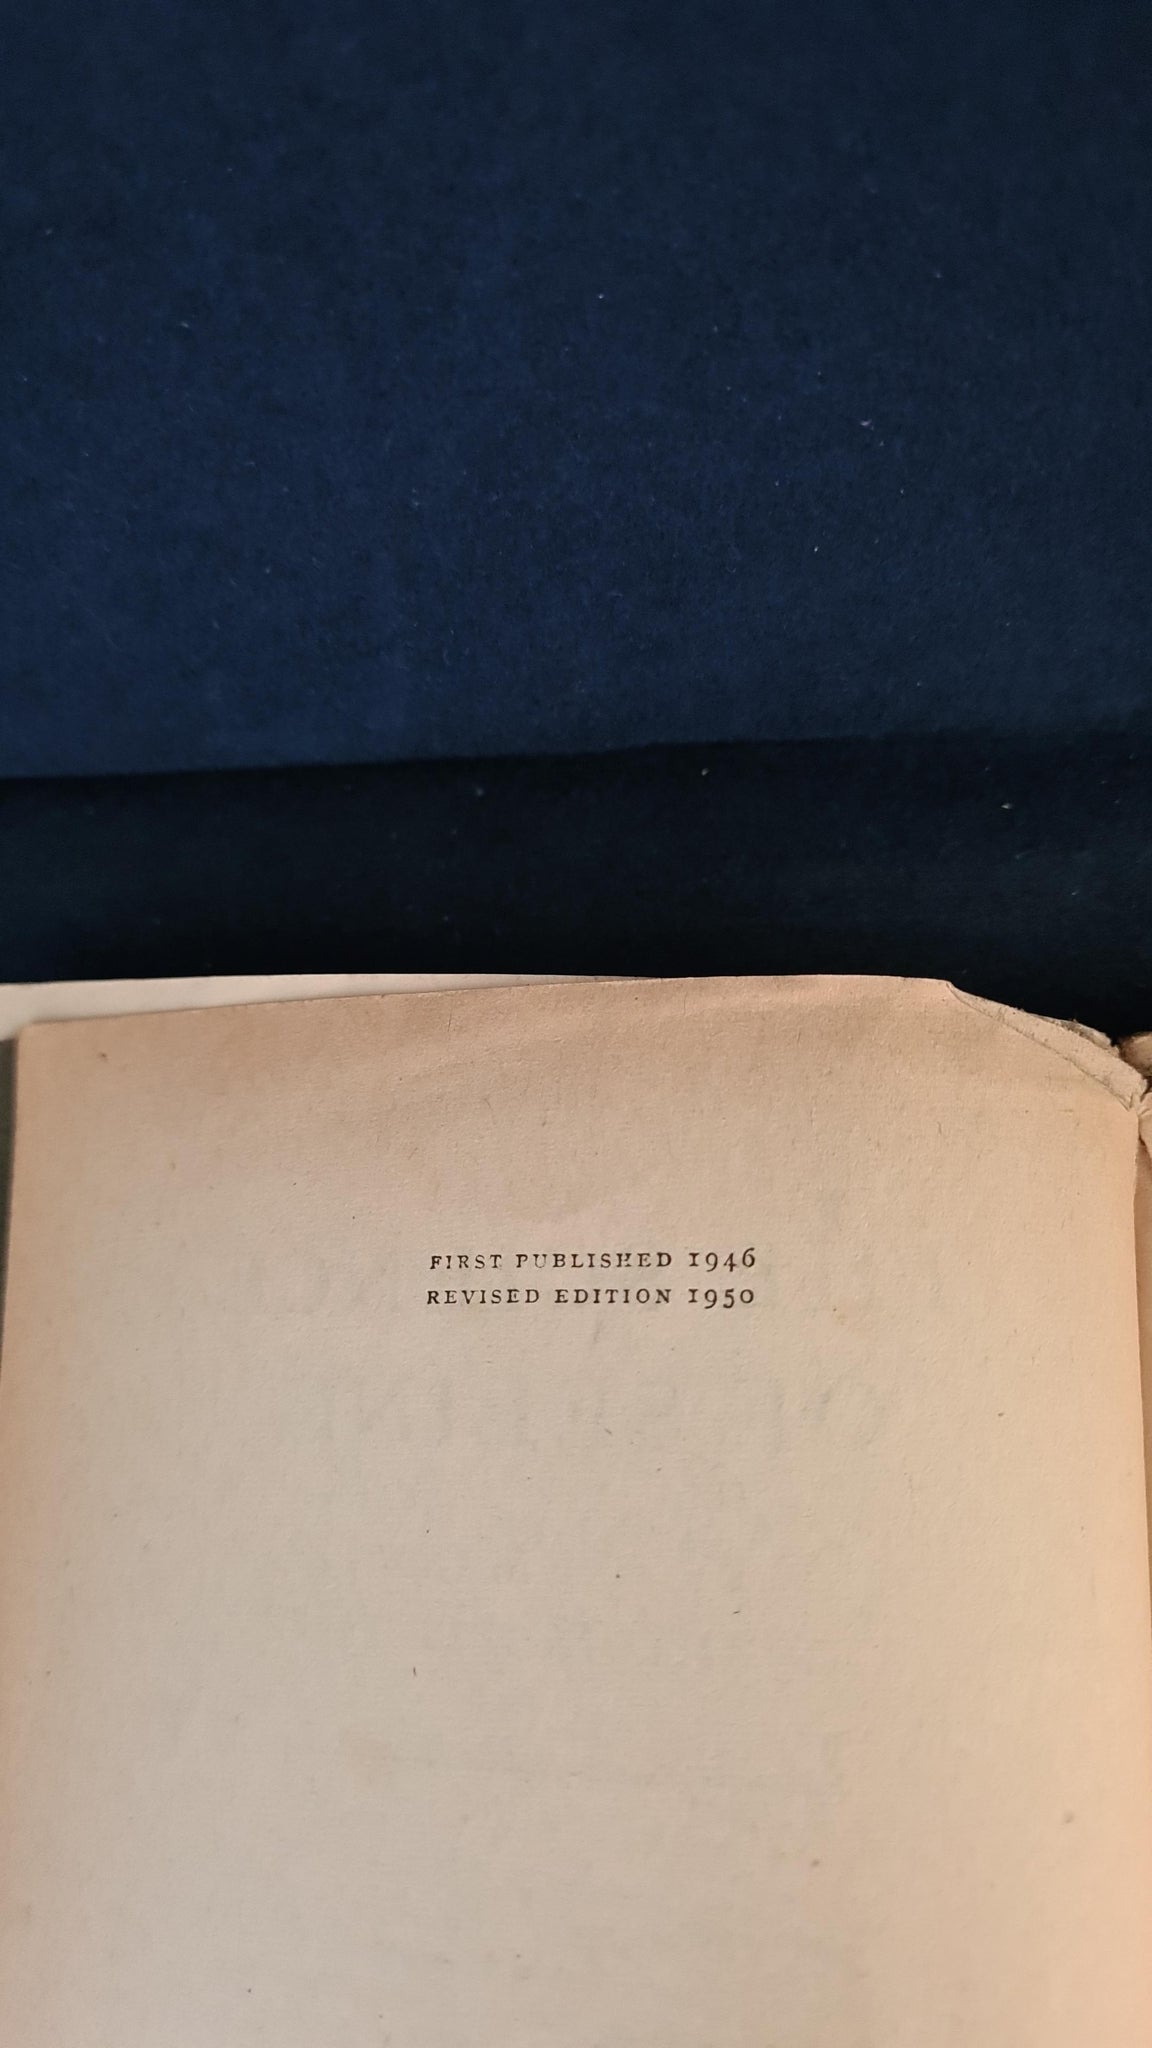 FIRST PUBLISHED 1946
REVISED EDITION 1950